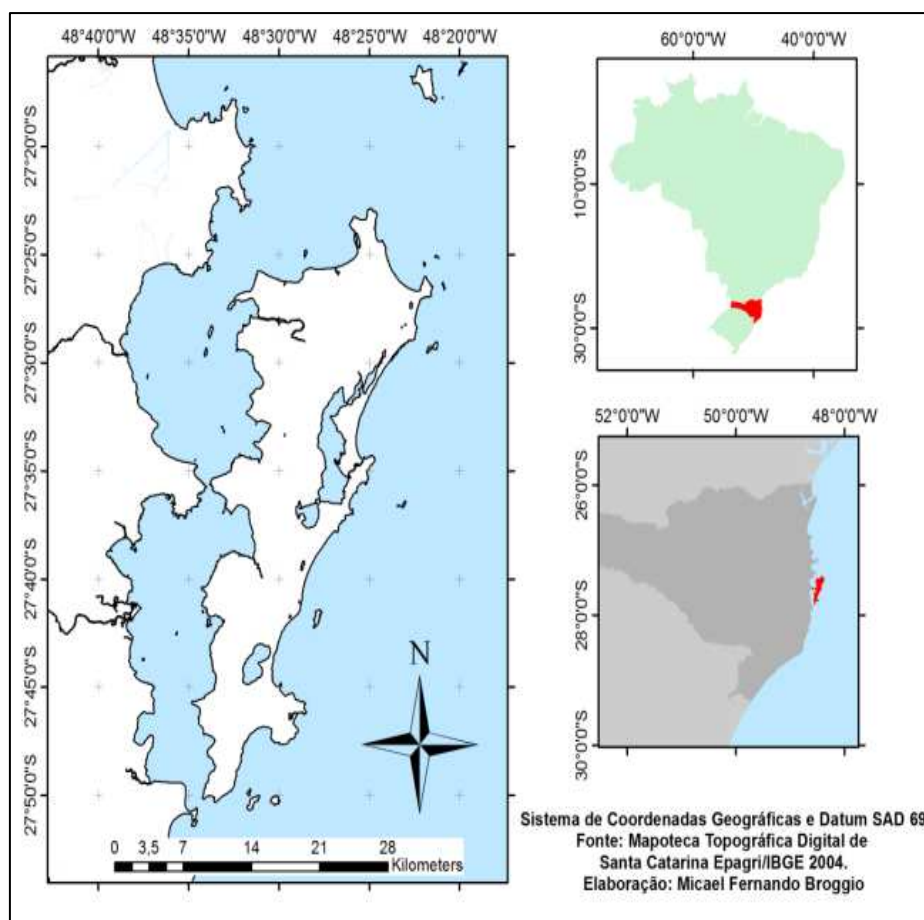 48°40'0"W 48°35'0"W 48°30'0"W 48°25'0"W 48°20'0"W
27°20'0"S
27°25'0"S
27°30'0"S
27°35'0"S
27°40'0"S
27°45'0"S
27°50'0"S
N
0 3,5 7 14 21 28
Kilometers
60°0'0"W 40°0'0"W
10°0'0"S
30°0'0"S
52°0'0"W 50°0'0"W 48°0'0"W
26°0'0"S
28°0'0"S
30°0'0"S
Sistema de Coordenadas Geográficas e Datum SAD 69
Fonte: Mapoteca Topográfica Digital de
Santa Catarina Epagri/IBGE 2004.
Elaboração: Micael Fernando Broggio